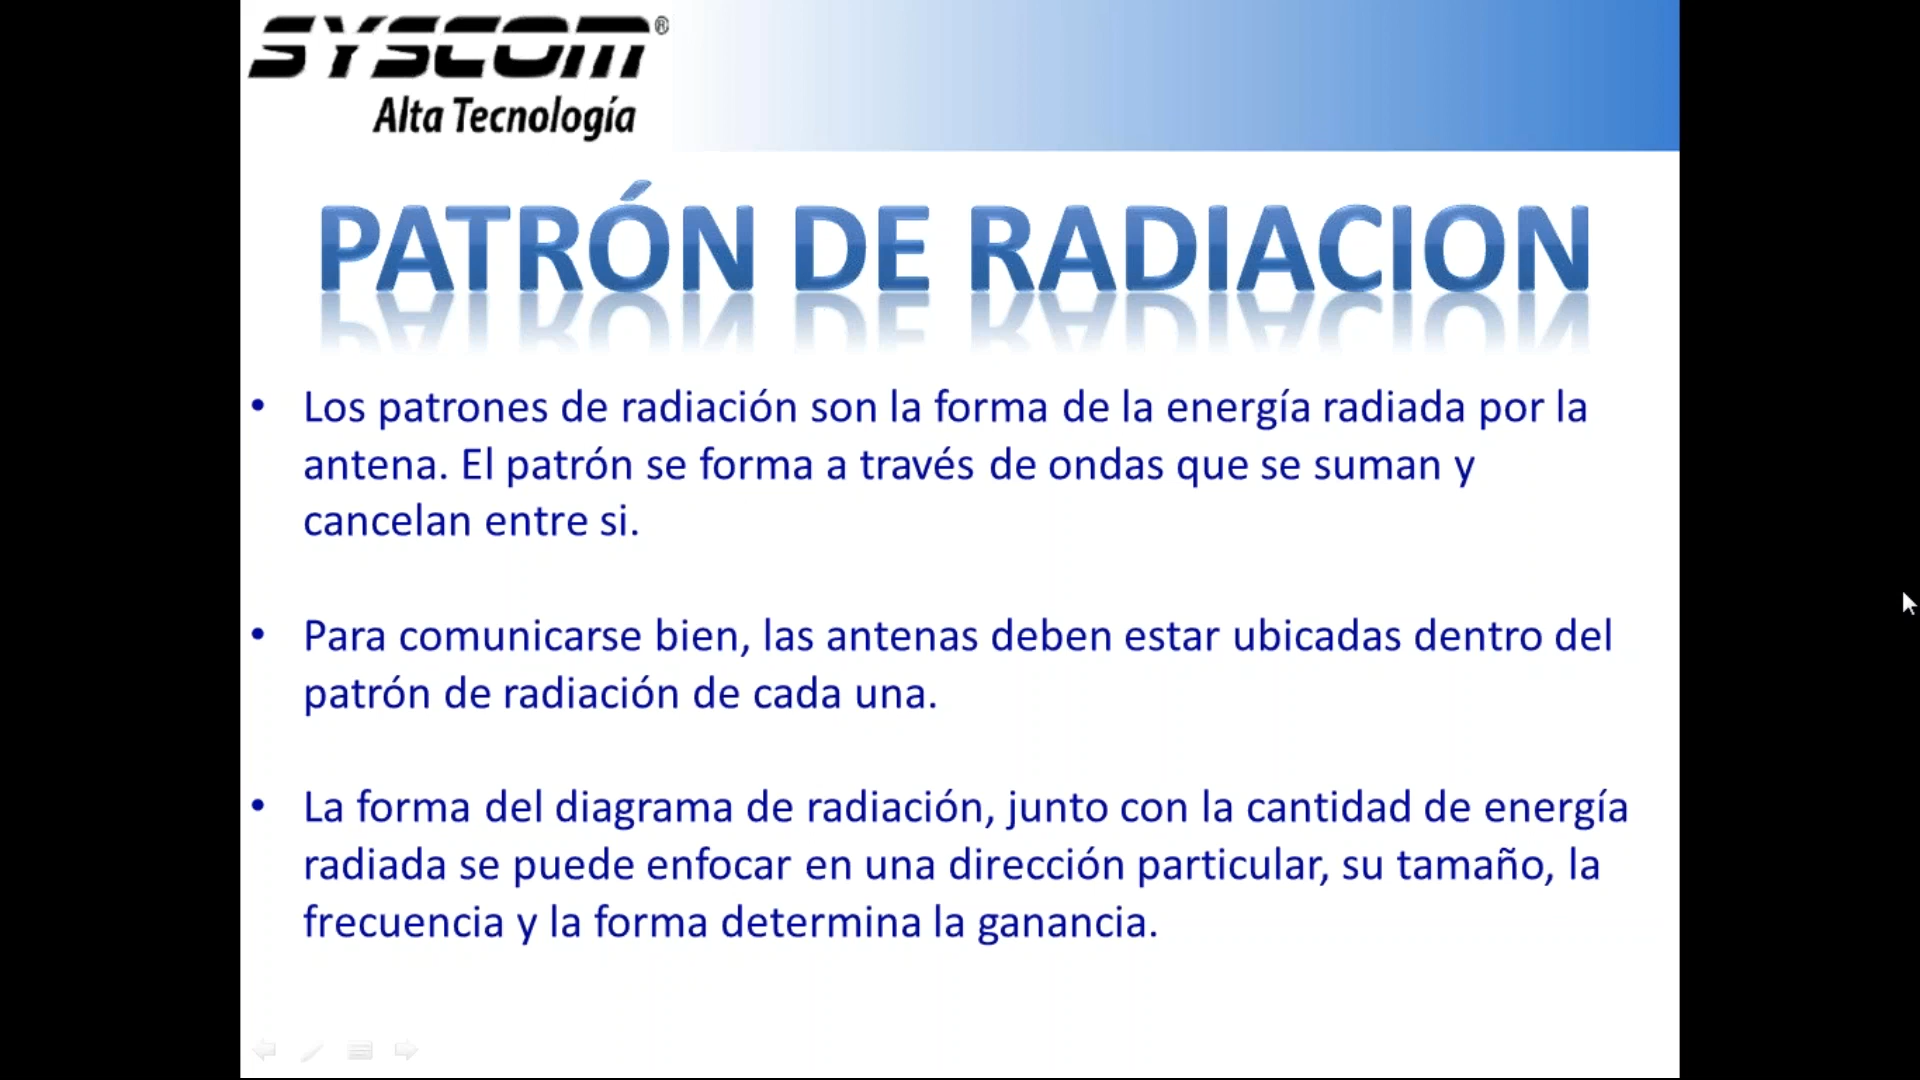 SYSCOM®
Alta Tecnología
PATRÓN DE RADIACION
• Los patrones de radiación son la forma de la energía radiada por la
antena. El patrón se forma a través de ondas que se suman y
cancelan entre si.
• Para comunicarse bien, las antenas deben estar ubicadas dentro del
patrón de radiación de cada una.
• La forma del diagrama de radiación, junto con la cantidad de energía
radiada se puede enfocar en una dirección particular, su tamaño, la
frecuencia y la forma determina la ganancia.